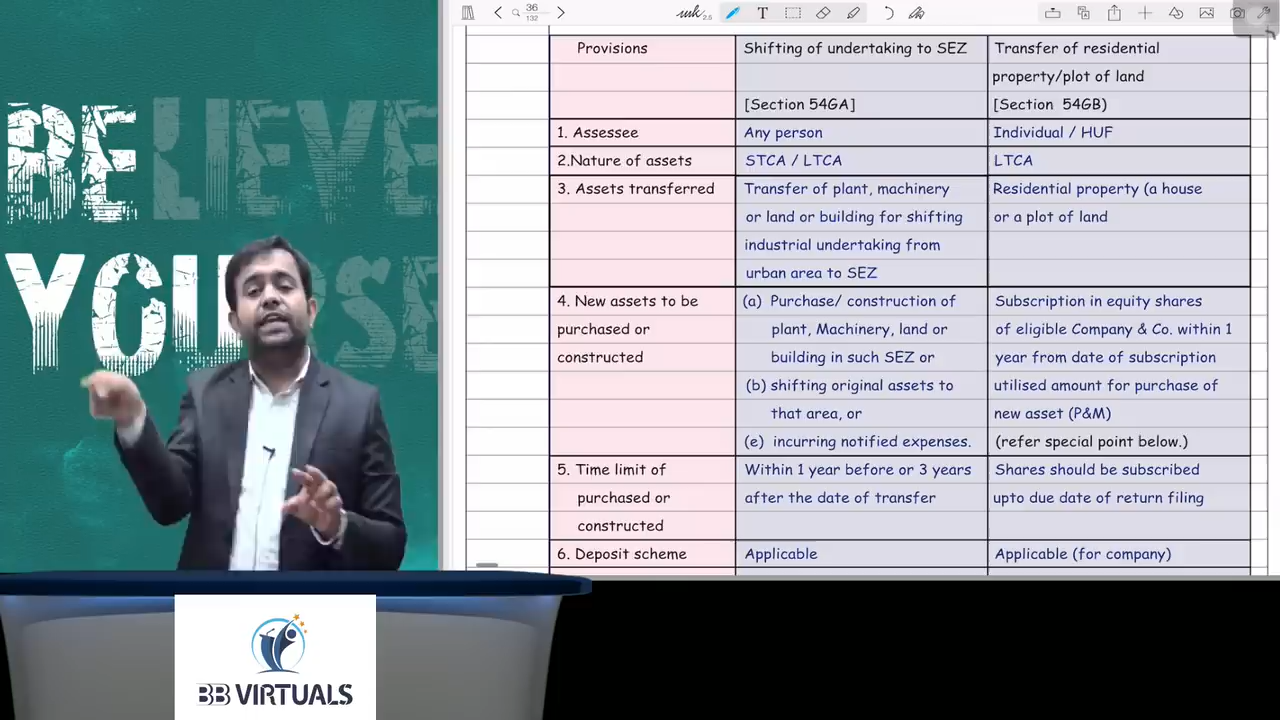 BELIEVE
YOURSE
BB VIRTUALS
36
132
2.5
T
Provisions
Shifting of undertaking to SEZ
[Section 54GA]
Transfer of residential
property/plot of land
[Section 54GB)
1. Assessee
Any person
Individual / HUF
2.Nature of assets
STCA / LTCA
LTCA
3. Assets transferred
Transfer of plant, machinery
or land or building for shifting
industrial undertaking from
urban area to SEZ
Residential property (a house
or a plot of land
4. New assets to be
purchased or
constructed
(a) Purchase/ construction of
plant, Machinery, land or
building in such SEZ or
(b) shifting original assets to
that area, or
(e) incurring notified expenses.
Subscription in equity shares
of eligible Company & Co. within 1
year from date of subscription
utilised amount for purchase of
new asset (P&M)
(refer special point below.)
5. Time limit of
purchased or
constructed
Within 1 year before or 3 years
after the date of transfer
Shares should be subscribed
upto due date of return filing
6. Deposit scheme
Applicable
Applicable (for company)